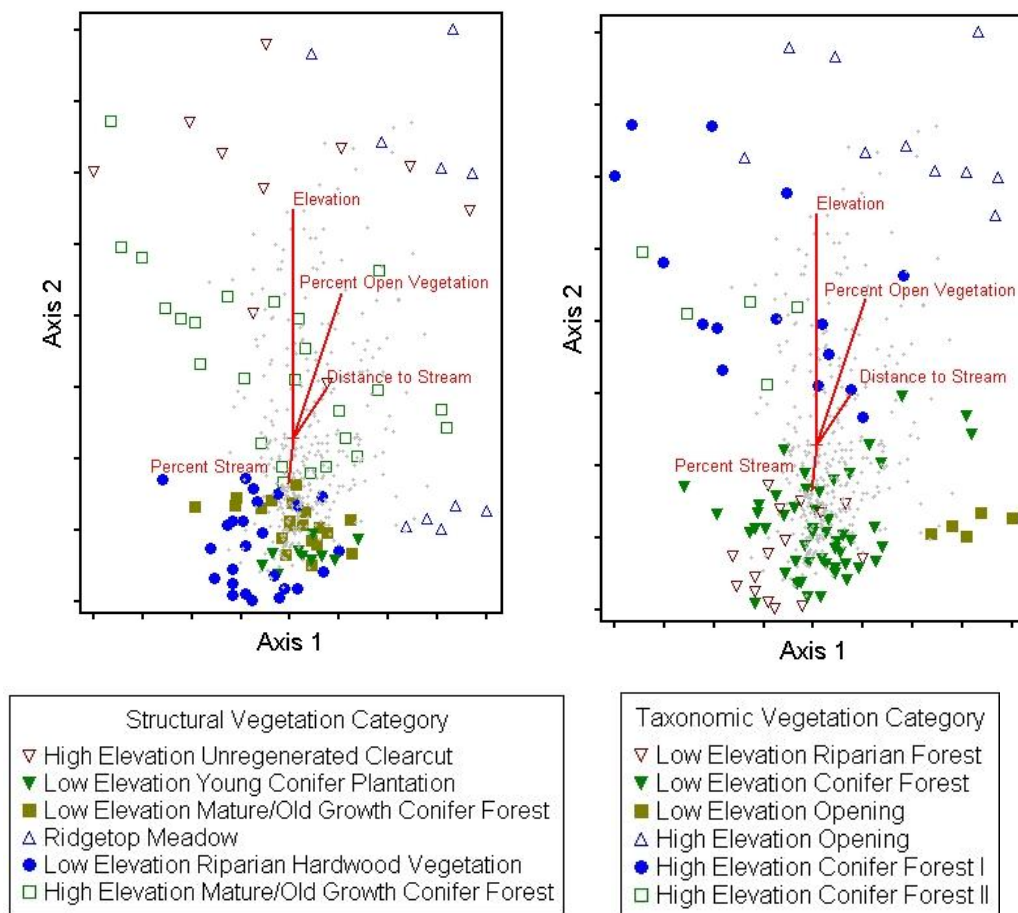 Elevation
Percent Open Vegetation
Distance to Stream
Percent Stream
Axis 2
Axis 1
Elevation
Percent Open Vegetation
Distance to Stream
Percent Stream
Axis 2
Axis 1
Structural Vegetation Category
High Elevation Unregenerated Clearcut
Low Elevation Young Conifer Plantation
Low Elevation Mature/Old Growth Conifer Forest
Ridgetop Meadow
Low Elevation Riparian Hardwood Vegetation
High Elevation Mature/Old Growth Conifer Forest
Taxonomic Vegetation Category
Low Elevation Riparian Forest
Low Elevation Conifer Forest
Low Elevation Opening
High Elevation Opening
High Elevation Conifer Forest I
High Elevation Conifer Forest II